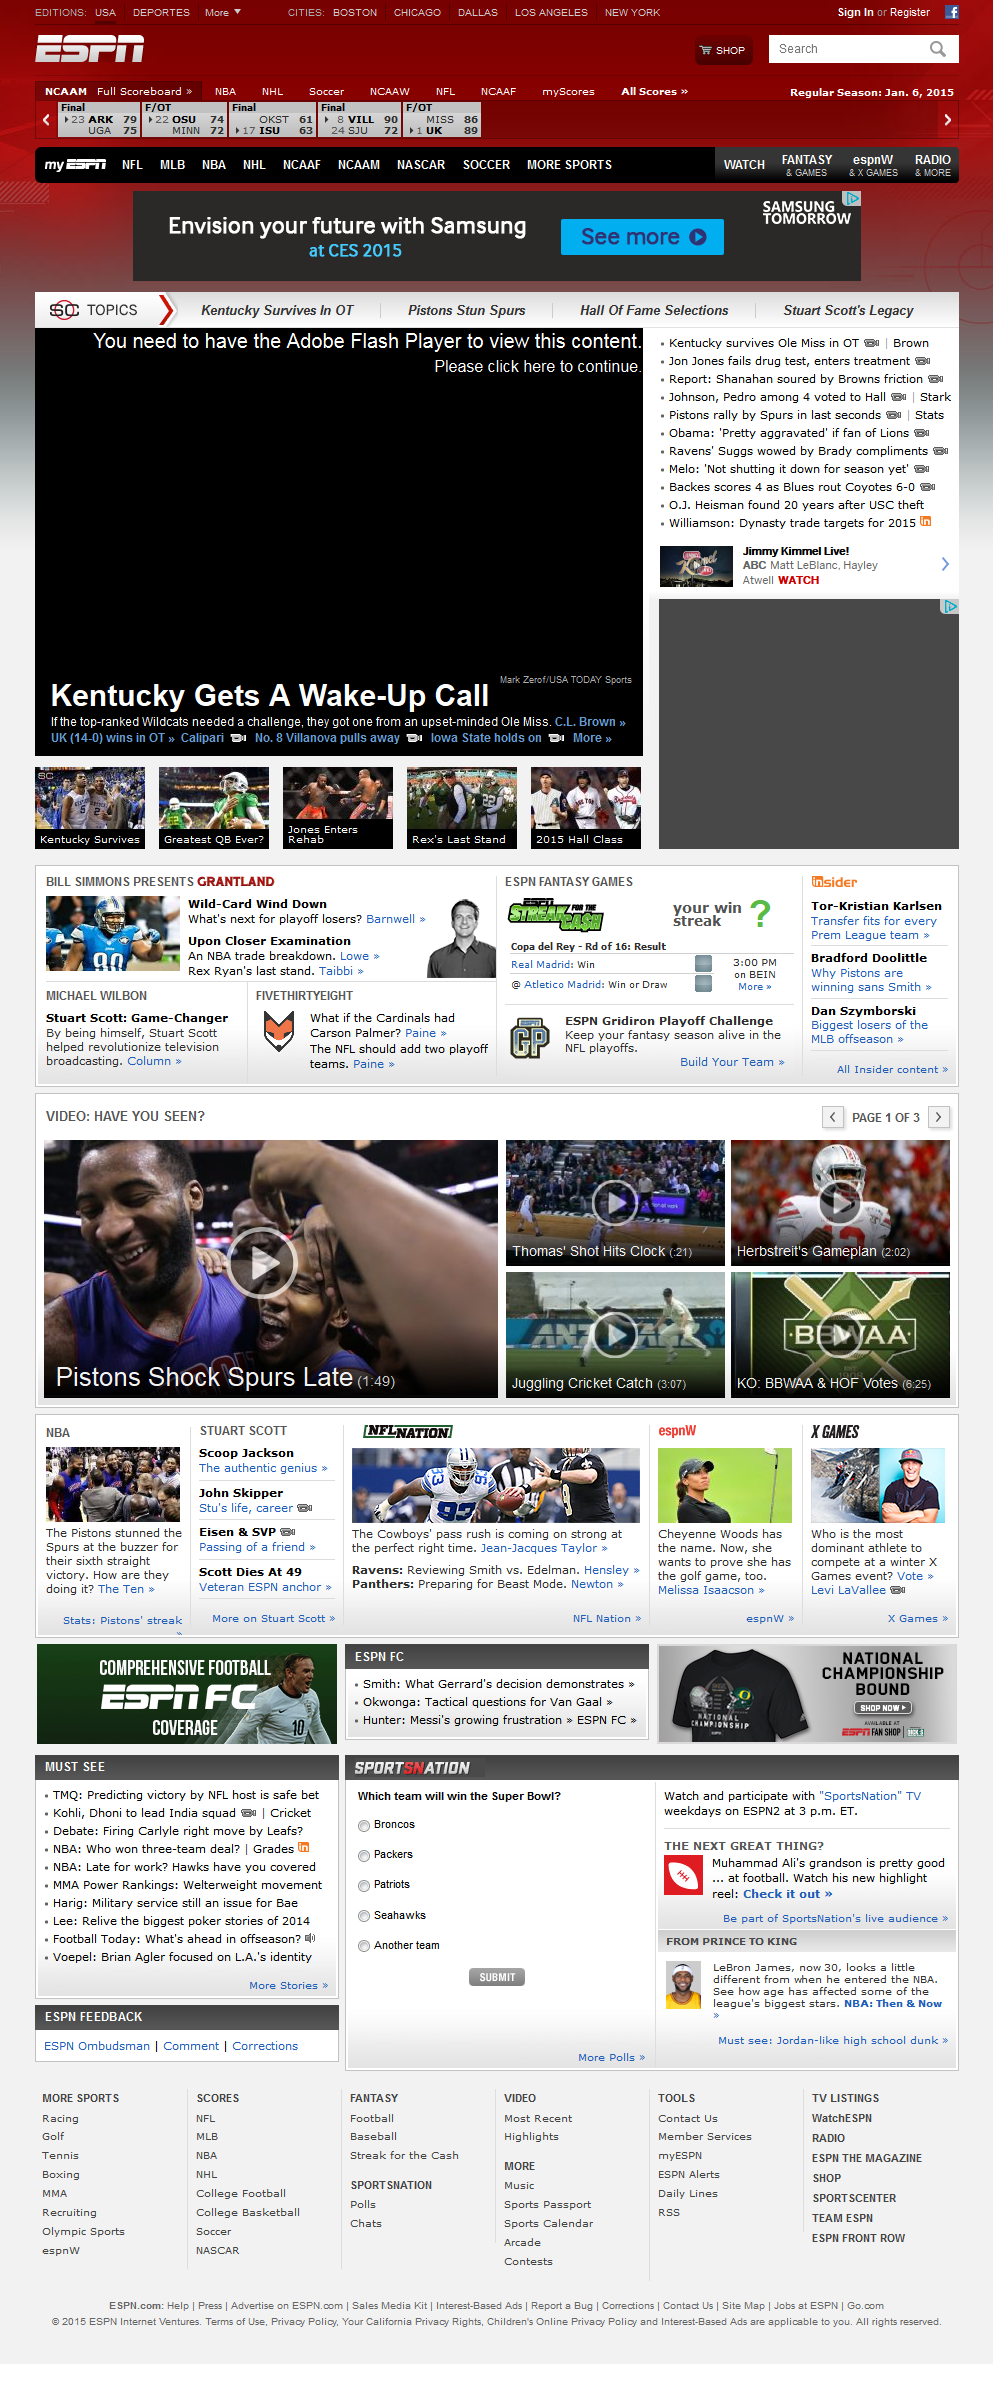 EDITIONS: USA DEPORTES More CITIES: BOSTON CHICAGO DALLAS LOS ANGELES NEW YORK Sign In or Register
ESPN
SHOP
Search
NCAAM Full Scoreboard » NBA NHL Soccer NCAAW NFL NCAAF myScores All Scores » Regular Season: Jan. 6, 2015
Final F/OT Final Final F/OT
23 ARK 79 22 OSU 74 OKST 61 8 VILL 90 MISS 86
UGA 75 MINN 72 17 ISU 63 24 SJU 72 1 UK 89
myESPN NFL MLB NBA NHL NCAAF NCAAM NASCAR SOCCER MORE SPORTS WATCH FANTASY & GAMES espnW & X GAMES RADIO & MORE
Envision your future with Samsung
at CES 2015
See more
SAMSUNG
TOMORROW
SC TOPICS Kentucky Survives In OT Pistons Stun Spurs Hall Of Fame Selections Stuart Scott's Legacy
You need to have the Adobe Flash Player to view this content.
Please click here to continue.
Mark Zerof/USA TODAY Sports
Kentucky Gets A Wake-Up Call
If the top-ranked Wildcats needed a challenge, they got one from an upset-minded Ole Miss. C.L. Brown »
UK (14-0) wins in OT » Calipari No. 8 Villanova pulls away Iowa State holds on More »
Kentucky survives Ole Miss in OT | Brown
Jon Jones fails drug test, enters treatment
Report: Shanahan soured by Browns friction
Johnson, Pedro among 4 voted to Hall | Stark
Pistons rally by Spurs in last seconds | Stats
Obama: 'Pretty aggravated' if fan of Lions
Ravens' Suggs wowed by Brady compliments
Melo: 'Not shutting it down for season yet'
Backes scores 4 as Blues rout Coyotes 6-0
O.J. Heisman found 20 years after USC theft
Williamson: Dynasty trade targets for 2015
Jimmy Kimmel Live!
ABC Matt LeBlanc, Hayley
Atwell WATCH
SC
Kentucky Survives
Greatest QB Ever?
Jones Enters
Rehab
Rex's Last Stand
2015 Hall Class
BILL SIMMONS PRESENTS GRANTLAND
Wild-Card Wind Down
What's next for playoff losers? Barnwell »
Upon Closer Examination
An NBA trade breakdown. Lowe »
Rex Ryan's last stand. Taibbi »
MICHAEL WILBON
Stuart Scott: Game-Changer
By being himself, Stuart Scott
helped revolutionize television
broadcasting. Column »
FIVETHIRTYEIGHT
What if the Cardinals had
Carson Palmer? Paine »
The NFL should add two playoff
teams. Paine »
ESPN FANTASY GAMES
STREAK FOR THE CASH
your win
streak ?
Copa del Rey - Rd of 16: Result
Real Madrid: Win
@ Atletico Madrid: Win or Draw
3:00 PM
on BEIN
More »
GPC
ESPN Gridiron Playoff Challenge
Keep your fantasy season alive in the
NFL playoffs.
Build Your Team »
Insider
Tor-Kristian Karlsen
Transfer fits for every
Prem League team »
Bradford Doolittle
Why Pistons are
winning sans Smith »
Dan Szymborski
Biggest losers of the
MLB offseason »
All Insider content »
VIDEO: HAVE YOU SEEN? PAGE 1 OF 3
Pistons Shock Spurs Late (1:49)
Thomas' Shot Hits Clock (:21)
Herbstreit's Gameplan (2:02)
Juggling Cricket Catch (3:07)
BBWAA
KO: BBWAA & HOF Votes (6:25)
NBA
The Pistons stunned the
Spurs at the buzzer for
their sixth straight
victory. How are they
doing it? The Ten »
Stats: Pistons' streak
»
STUART SCOTT
Scoop Jackson
The authentic genius »
John Skipper
Stu's life, career
Eisen & SVP
Passing of a friend »
Scott Dies At 49
Veteran ESPN anchor »
More on Stuart Scott »
NFL NATION
The Cowboys' pass rush is coming on strong at
the perfect right time. Jean-Jacques Taylor »
Ravens: Reviewing Smith vs. Edelman. Hensley »
Panthers: Preparing for Beast Mode. Newton »
NFL Nation »
espnW
Cheyenne Woods has
the name. Now, she
wants to prove she has
the golf game, too.
Melissa Isaacson »
espnW »
X GAMES
Who is the most
dominant athlete to
compete at a winter X
Games event? Vote »
Levi LaVallee
X Games »
COMPREHENSIVE FOOTBALL
ESPN FC
COVERAGE
10
ESPN FC
Smith: What Gerrard's decision demonstrates »
Okwonga: Tactical questions for Van Gaal »
Hunter: Messi's growing frustration » ESPN FC »
NATIONAL CHAMPIONSHIP
NATIONAL
CHAMPIONSHIP
BOUND
SHOP NOW
AVAILABLE AT
ESPN FAN SHOP
MUST SEE
TMQ: Predicting victory by NFL host is safe bet
Kohli, Dhoni to lead India squad | Cricket
Debate: Firing Carlyle right move by Leafs?
NBA: Who won three-team deal? | Grades
NBA: Late for work? Hawks have you covered
MMA Power Rankings: Welterweight movement
Harig: Military service still an issue for Bae
Lee: Relive the biggest poker stories of 2014
Football Today: What's ahead in offseason?
Voepel: Brian Agler focused on L.A.'s identity
More Stories »
ESPN FEEDBACK
ESPN Ombudsman | Comment | Corrections
SPORTSNATION
Which team will win the Super Bowl?
Broncos
Packers
Patriots
Seahawks
Another team
SUBMIT
More Polls »
Watch and participate with "SportsNation" TV
weekdays on ESPN2 at 3 p.m. ET.
THE NEXT GREAT THING?
Muhammad Ali's grandson is pretty good
... at football. Watch his new highlight
reel: Check it out »
Be part of SportsNation's live audience »
FROM PRINCE TO KING
LeBron James, now 30, looks a little
different from when he entered the NBA.
See how age has affected some of the
league's biggest stars. NBA: Then & Now
»
Must see: Jordan-like high school dunk »
MORE SPORTS
Racing
Golf
Tennis
Boxing
MMA
Recruiting
Olympic Sports
espnW
SCORES
NFL
MLB
NBA
NHL
College Football
College Basketball
Soccer
NASCAR
FANTASY
Football
Baseball
Streak for the Cash
SPORTSNATION
Polls
Chats
VIDEO
Most Recent
Highlights
MORE
Music
Sports Passport
Sports Calendar
Arcade
Contests
TOOLS
Contact Us
Member Services
myESPN
ESPN Alerts
Daily Lines
RSS
TV LISTINGS
WatchESPN
RADIO
ESPN THE MAGAZINE
SHOP
SPORTSCENTER
TEAM ESPN
ESPN FRONT ROW
ESPN.com: Help | Press | Advertise on ESPN.com | Sales Media Kit | Interest-Based Ads | Report a Bug | Corrections | Contact Us | Site Map | Jobs at ESPN | Go.com
© 2015 ESPN Internet Ventures. Terms of Use, Privacy Policy, Your California Privacy Rights, Children's Online Privacy Policy and Interest-Based Ads are applicable to you. All rights reserved.